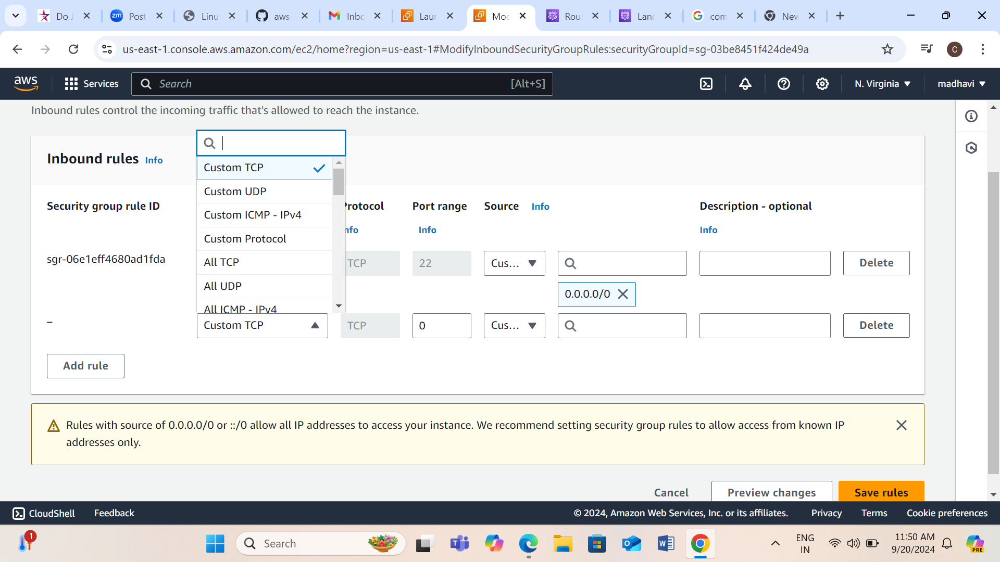 Do J
zm
Post
Linu
aws
Inbo
Laun
Mod
Rou
Land
com
New
us-east-1.console.aws.amazon.com/ec2/home?region=us-east-1#ModifyInboundSecurityGroupRules:securityGroupId=sg-03be8451f424de49a
C
aws
Services
Search
[Alt+S]
N. Virginia
madhavi
Inbound rules control the incoming traffic that's allowed to reach the instance.
Inbound rules Info
Custom TCP
Custom UDP
Custom ICMP - IPv4
Custom Protocol
All TCP
All UDP
All ICMP - IPv4
Security group rule ID
Protocol
Info
Port range
Info
Source Info
Description - optional
Info
sgr-06e1eff4680ad1fda
TCP
22
Cus...
0.0.0.0/0
Delete
–
Custom TCP
TCP
0
Cus...
Delete
Add rule
Rules with source of 0.0.0.0/0 or ::/0 allow all IP addresses to access your instance. We recommend setting security group rules to allow access from known IP
addresses only.
Cancel
Preview changes
Save rules
CloudShell
Feedback
© 2024, Amazon Web Services, Inc. or its affiliates.
Privacy
Terms
Cookie preferences
1
Search
ENG
IN
11:50 AM
9/20/2024
PRE